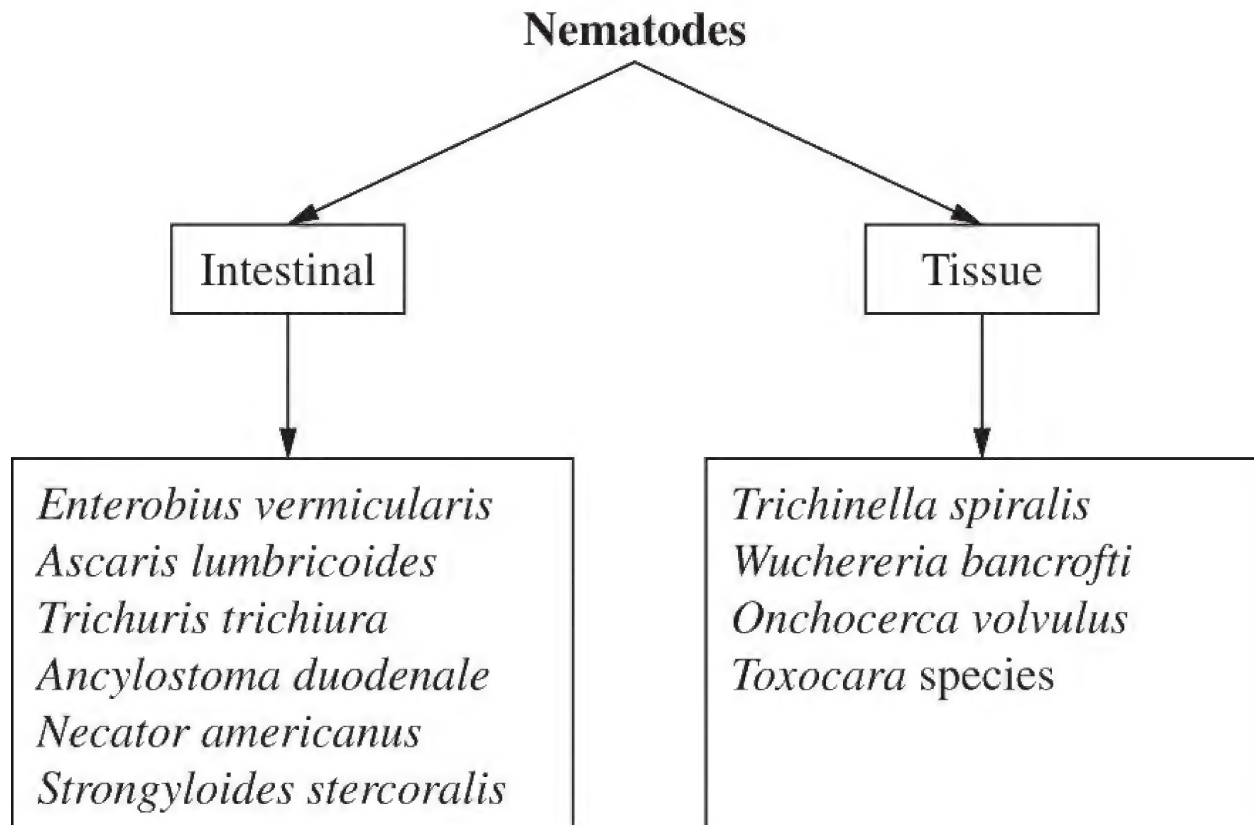 Nematodes
Intestinal
Tissue
Enterobius vermicularis
Ascaris lumbricoides
Trichuris trichiura
Ancylostoma duodenale
Necator americanus
Strongyloides stercoralis
Trichinella spiralis
Wuchereria bancrofti
Onchocerca volvulus
Toxocara species